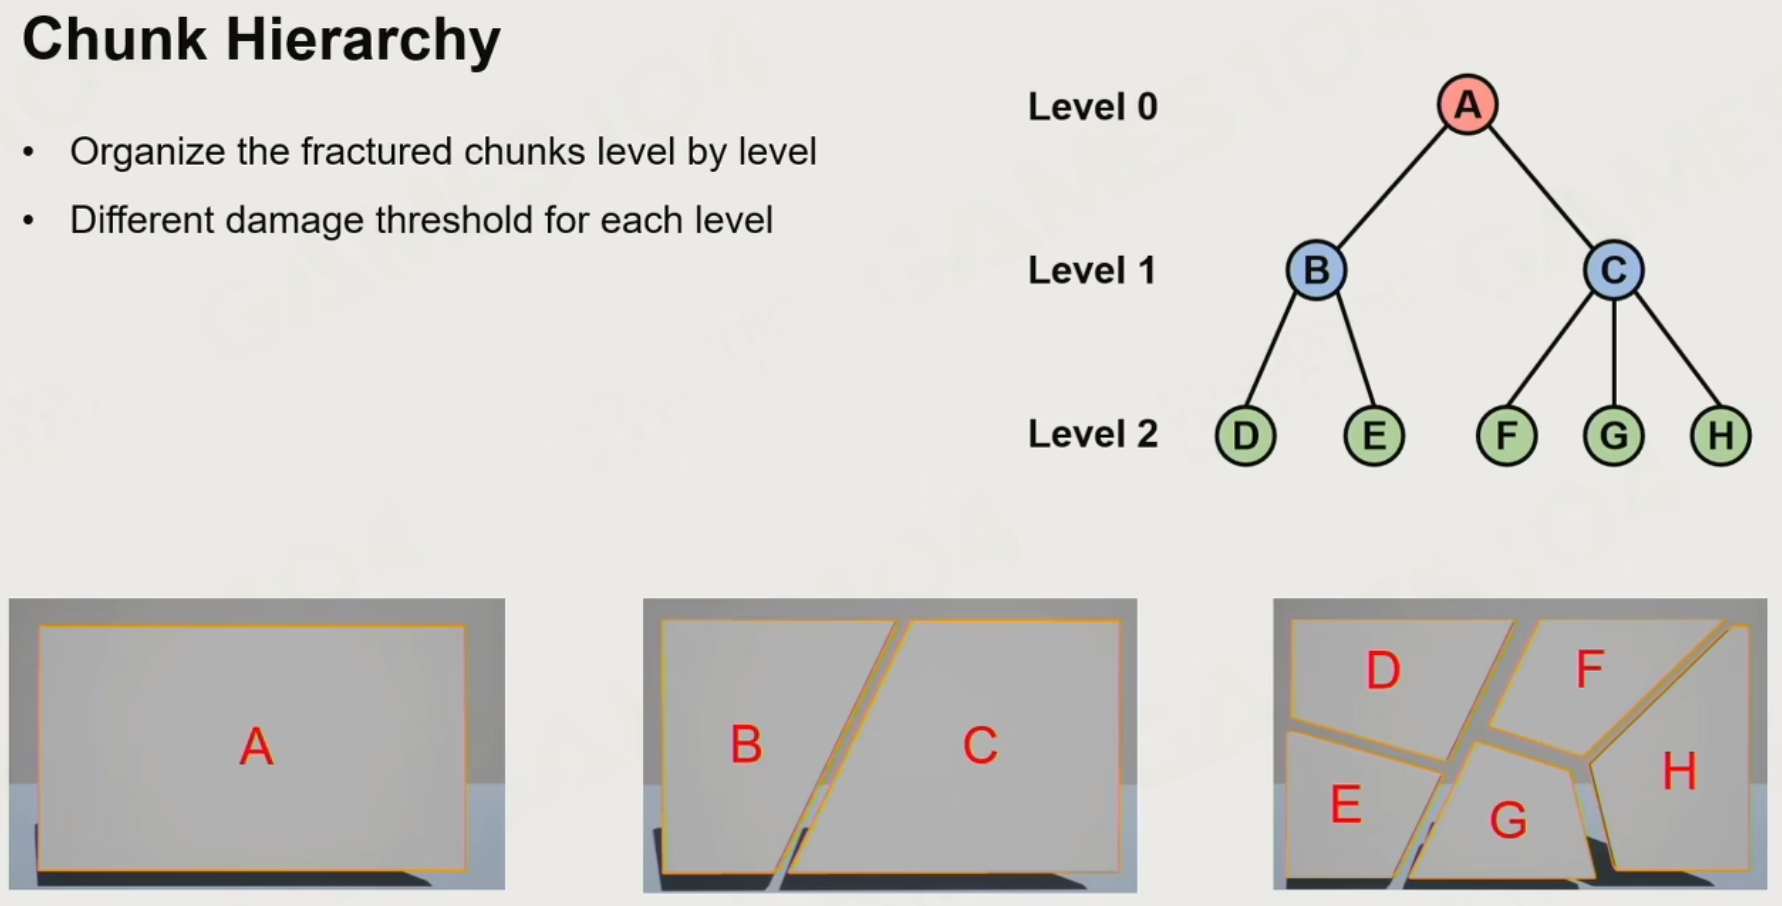 Chunk Hierarchy
• Organize the fractured chunks level by level
• Different damage threshold for each level
Level 0
A
Level 1
B
C
Level 2
D
E
F
G
H
A
B
C
D
F
E
G
H